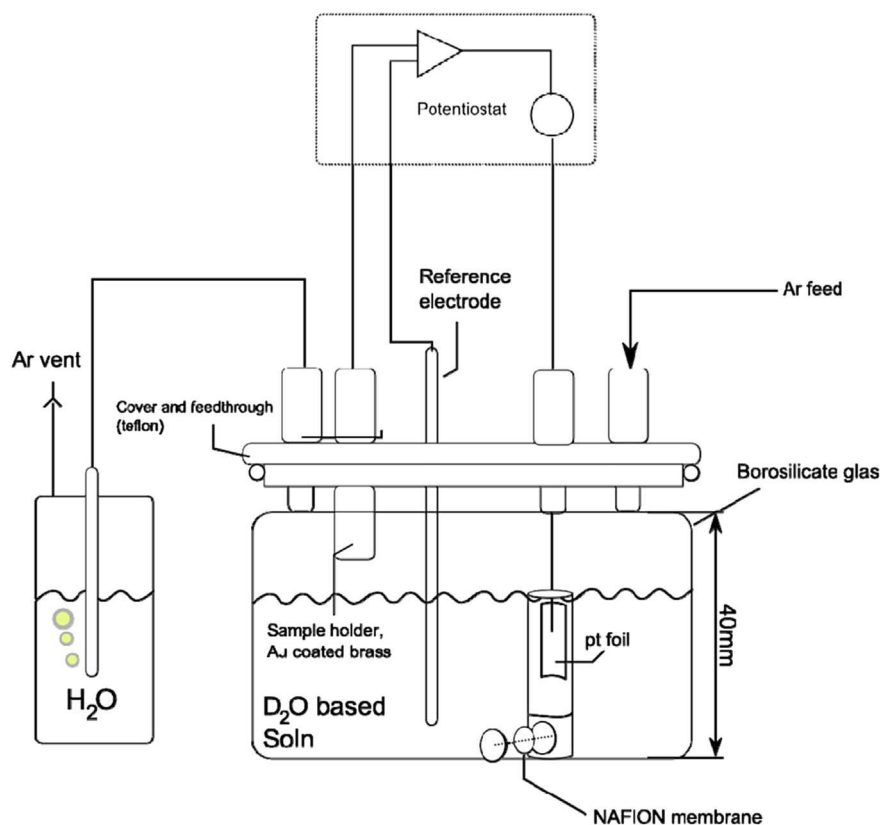 Potentiostat
Reference
electrode
Ar feed
Ar vent
Cover and feedthrough
(teflon)
Borosilicate glas
Sample holder,
Au coated brass
pt foil
40mm
H₂O
D₂O based
Soln
NAFION membrane